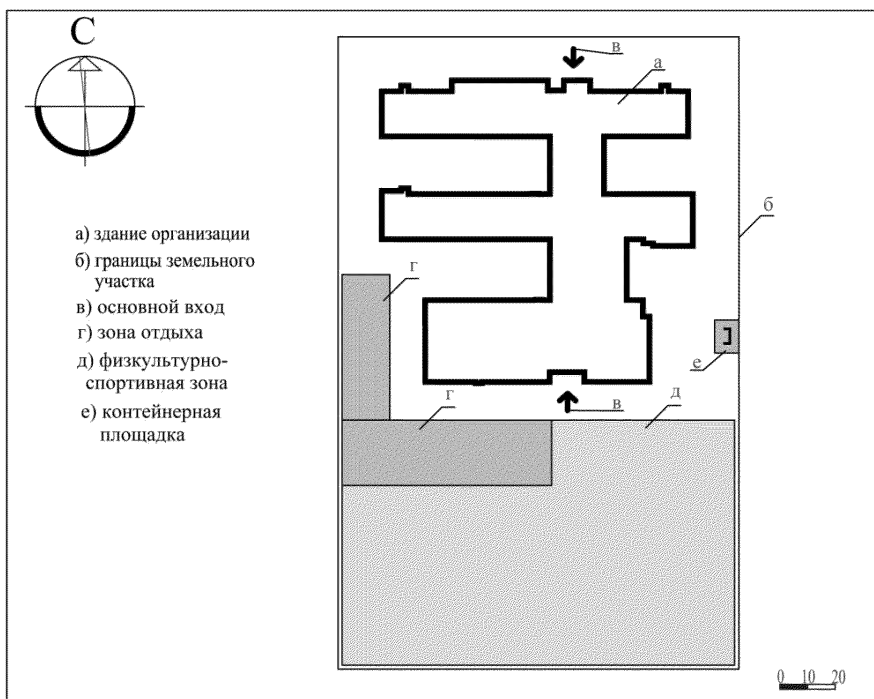 С
а) здание организации
б) границы земельного
участка
в) основной вход
г) зона отдыха
д) физкультурно-
спортивная зона
е) контейнерная
площадка
в
а
б
г
е
г
в
д
0 10 20